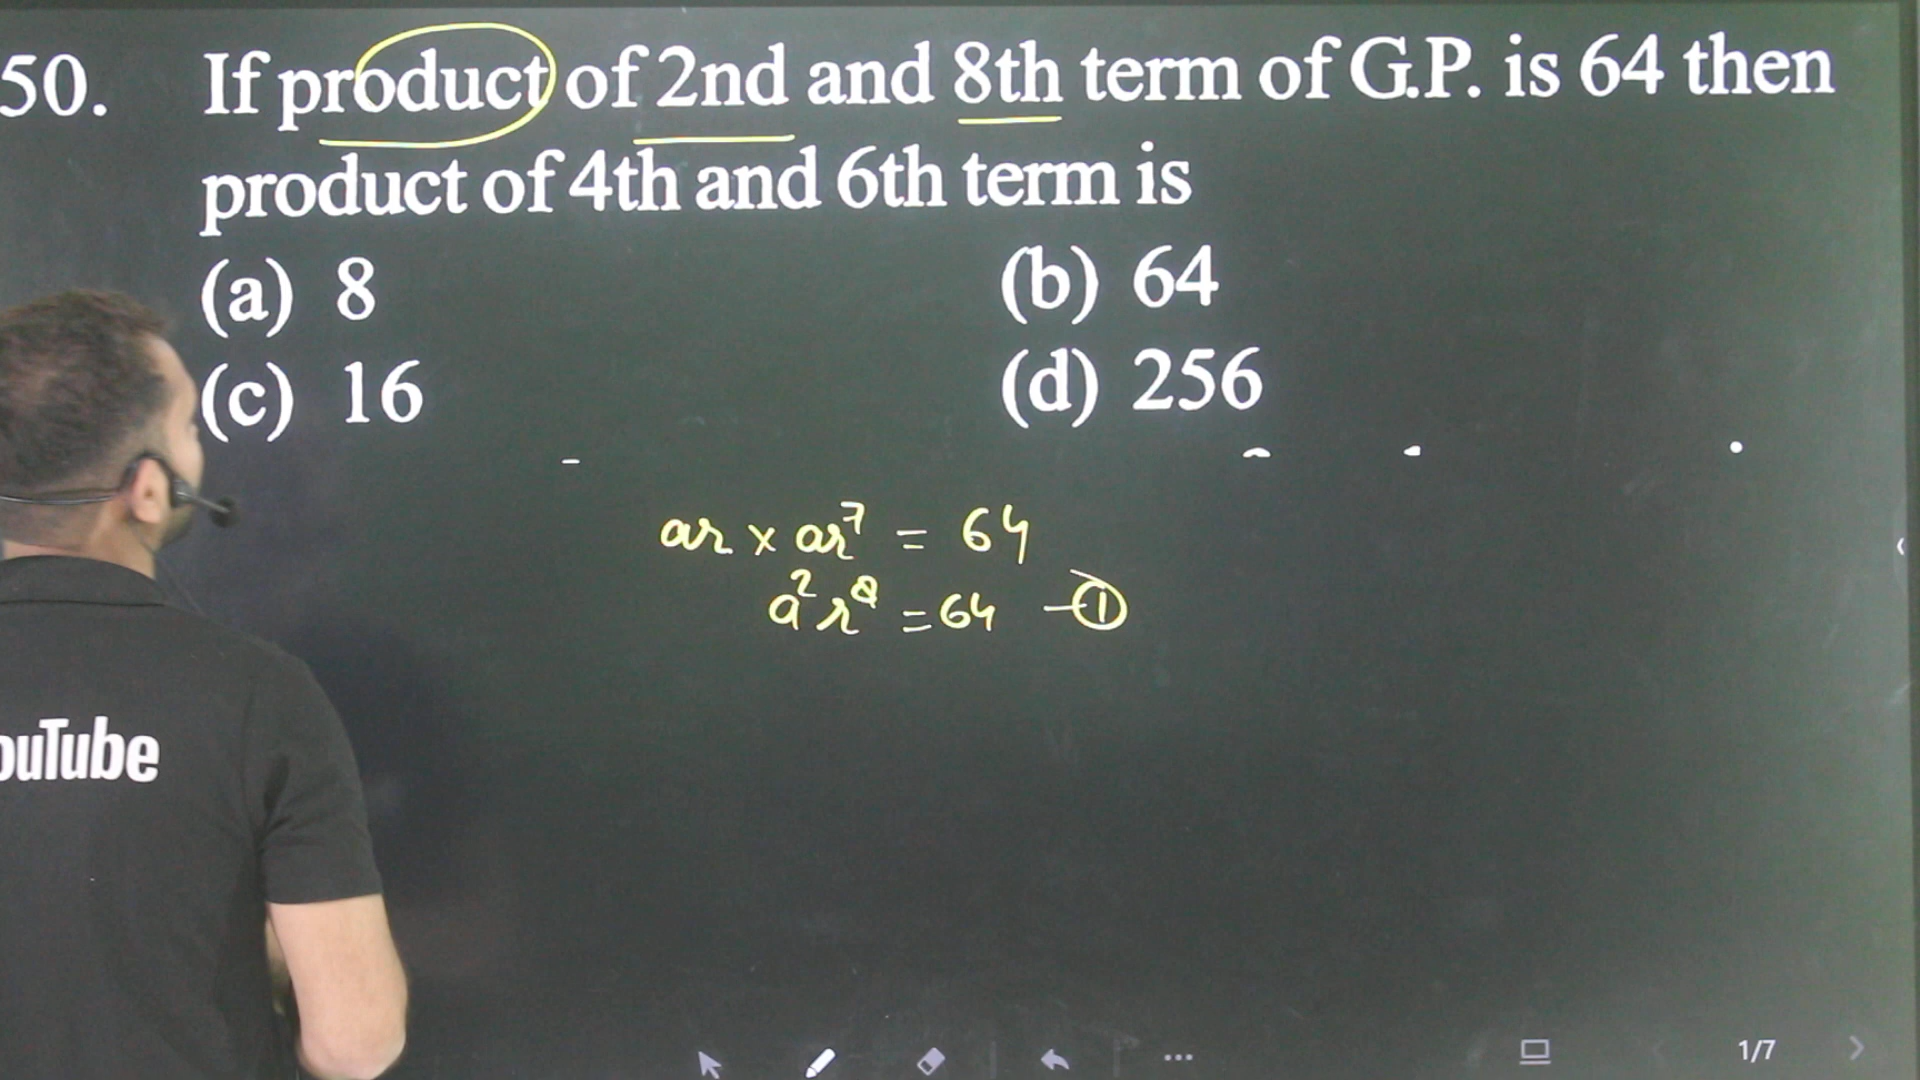 50. If product of 2nd and 8th term of G.P. is 64 then
product of 4th and 6th term is
(a) 8
(b) 64
(c) 16
(d) 256
ar x ar⁷ = 64
a²r⁸ = 64 –①
ouTube
1/7